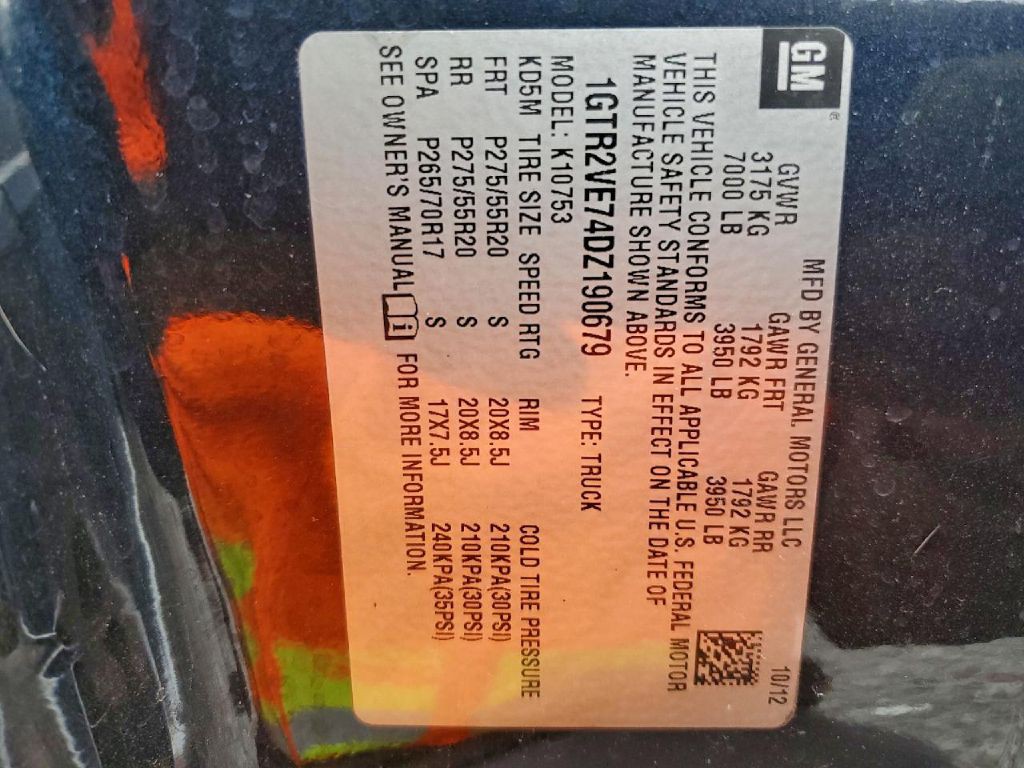 GM®
MFD BY GENERAL MOTORS LLC 10/12
GVWR GAWR FRT GAWR RR
3175 KG 1792 KG 1792 KG
7000 LB 3950 LB 3950 LB
THIS VEHICLE CONFORMS TO ALL APPLICABLE U.S. FEDERAL MOTOR
VEHICLE SAFETY STANDARDS IN EFFECT ON THE DATE OF
MANUFACTURE SHOWN ABOVE.
1GTR2VE74DZ190679 TYPE: TRUCK
MODEL: K10753
KD5M TIRE SIZE SPEED RTG RIM COLD TIRE PRESSURE
FRT P275/55R20 S 20X8.5J 210KPA(30PSI)
RR P275/55R20 S 20X8.5J 210KPA(30PSI)
SPA P265/70R17 S 17X7.5J 240KPA(35PSI)
SEE OWNER'S MANUAL i FOR MORE INFORMATION.